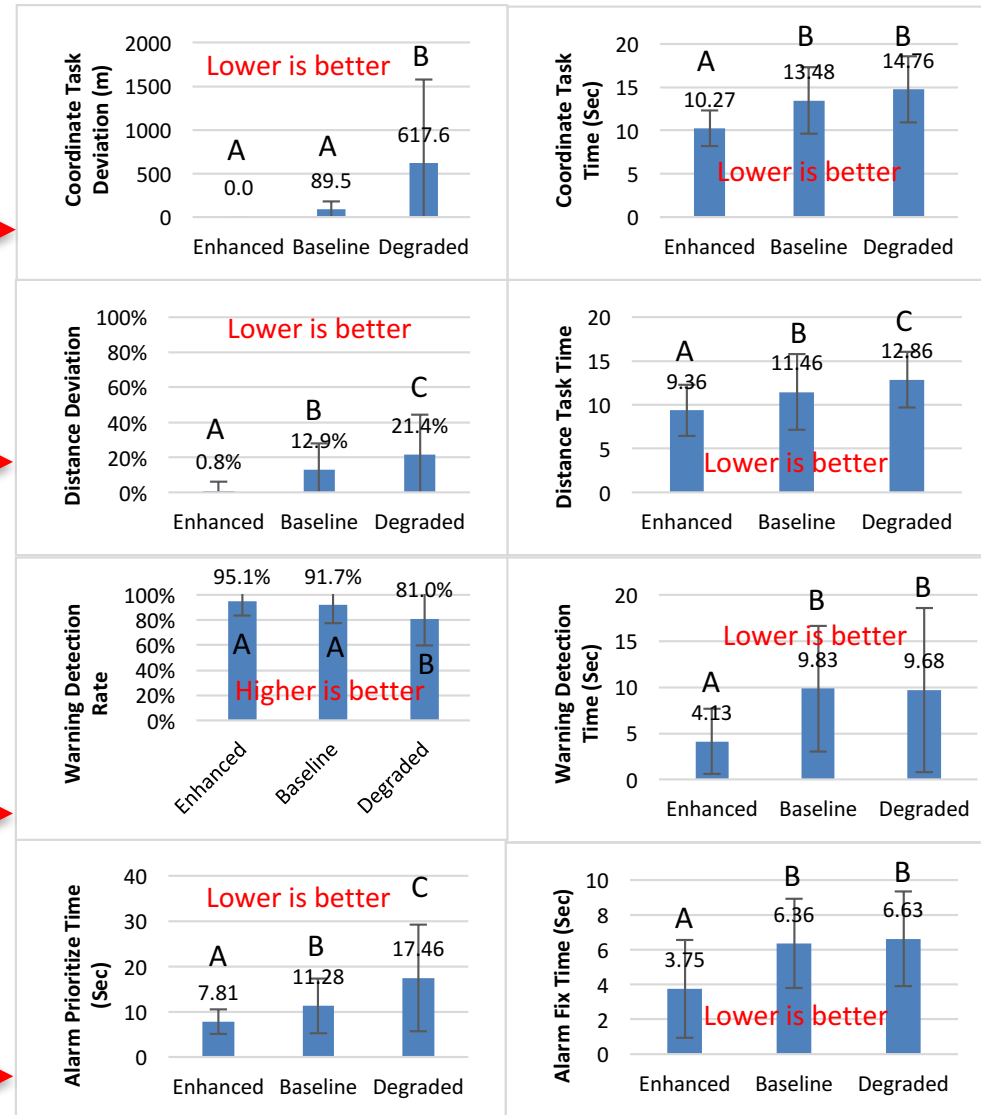 Coordinate Task
Deviation (m)
2000
1500
1000
500
0
Lower is better
A
0.0
A
89.5
B
617.6
Enhanced Baseline Degraded
Coordinate Task
Time (Sec)
20
15
10
5
0
A
10.27
B
13.48
B
14.76
Lower is better
Enhanced Baseline Degraded
Distance Deviation
100%
80%
60%
40%
20%
0%
Lower is better
A
0.8%
B
12.9%
C
21.4%
Enhanced Baseline Degraded
Distance Task Time
20
15
10
5
0
A
9.36
B
11.46
C
12.86
Lower is better
Enhanced Baseline Degraded
Warning Detection
Rate
100%
80%
60%
40%
20%
0%
95.1%
A
91.7%
A
81.0%
B
Higher is better
Enhanced
Baseline
Degraded
Warning Detection
Time (Sec)
20
15
10
5
0
Lower is better
A
4.13
B
9.83
B
9.68
Enhanced Baseline Degraded
Alarm Prioritize Time
(Sec)
40
30
20
10
0
Lower is better
A
7.81
B
11.28
C
17.46
Enhanced Baseline Degraded
Alarm Fix Time (Sec)
10
8
6
4
2
0
A
3.75
B
6.36
B
6.63
Lower is better
Enhanced Baseline Degraded